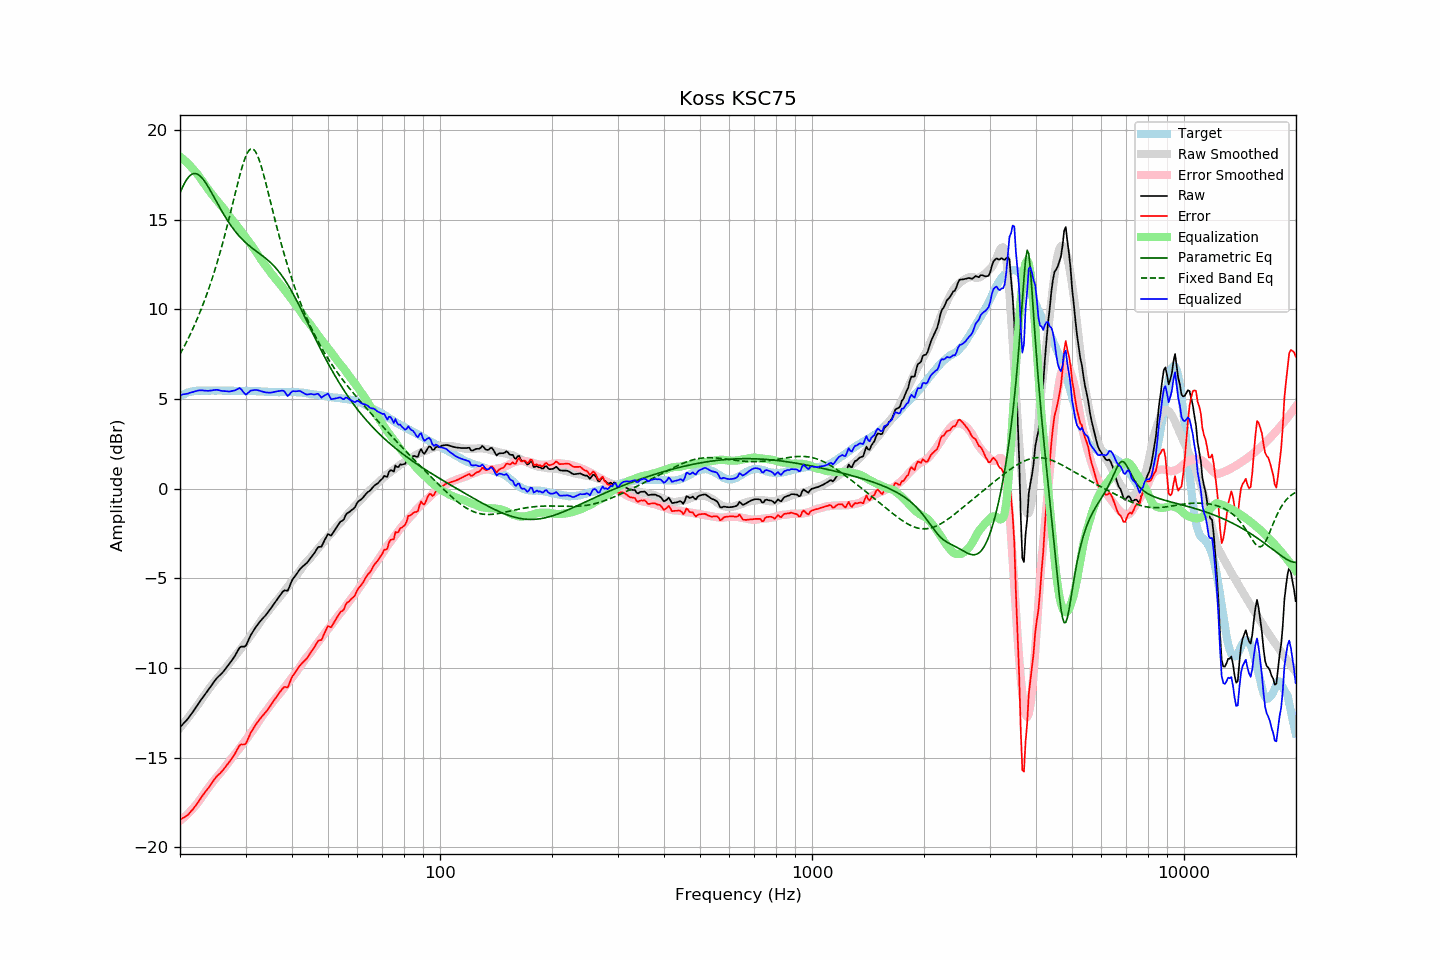 Koss KSC75
20
15
10
5
0
−5
−10
−15
−20
Amplitude (dBr)
100
1000
10000
Frequency (Hz)
Target
Raw Smoothed
Error Smoothed
Raw
Error
Equalization
Parametric Eq
Fixed Band Eq
Equalized